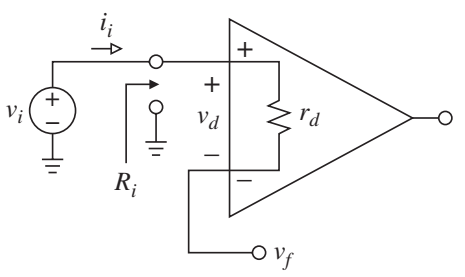 i_i
+
+
+
v_i
−
v_d
r_d
−
−
R_i
v_f